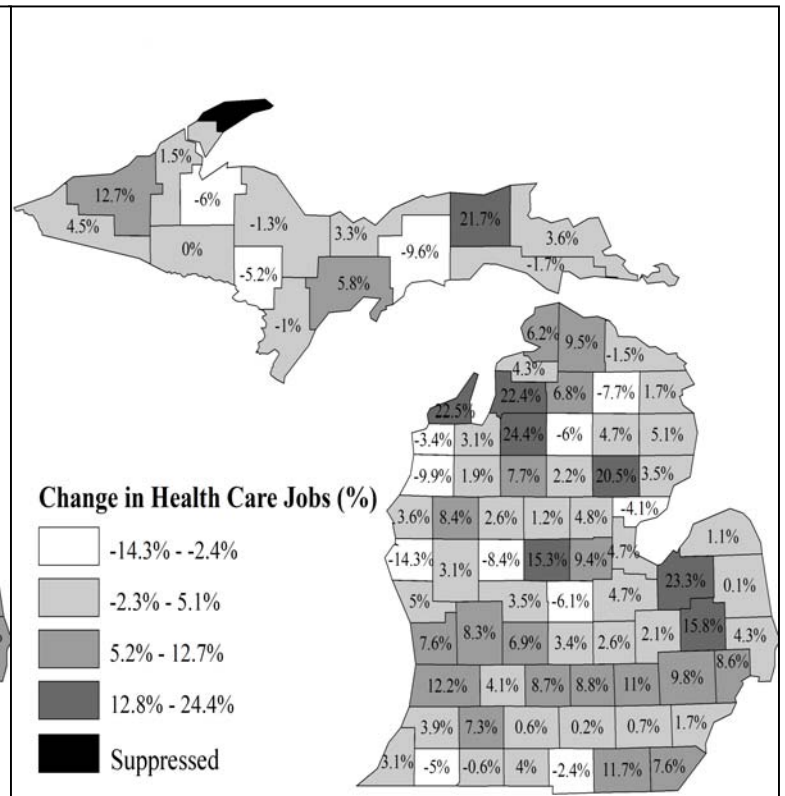 1.5%
12.7%
-6%
4.5%
-1.3%
3.3%
21.7%
3.6%
0%
-9.6%
-5.2%
5.8%
-1.7%
-1%
6.2% 9.5%
-1.5%
4.3%
22.4% 6.8% -7.7% 1.7%
22.5%
-3.4% 3.1% 24.4% -6% 4.7% 5.1%
-9.9% 1.9% 7.7% 2.2% 20.5% 3.5%
Change in Health Care Jobs (%)
-14.3% - -2.4%
-2.3% - 5.1%
5.2% - 12.7%
12.8% - 24.4%
Suppressed
3.6% 8.4% 2.6% 1.2% 4.8% -4.1%
1.1%
-14.3% 3.1% -8.4% 15.3% 9.4% 4.7%
23.3% 0.1%
5% 3.5% -6.1% 4.7%
7.6% 8.3% 6.9% 3.4% 2.6% 2.1% 15.8% 4.3%
12.2% 4.1% 8.7% 8.8% 11% 9.8% 8.6%
3.9% 7.3% 0.6% 0.2% 0.7% 1.7%
3.1% -5% -0.6% 4% -2.4% 11.7% 7.6%